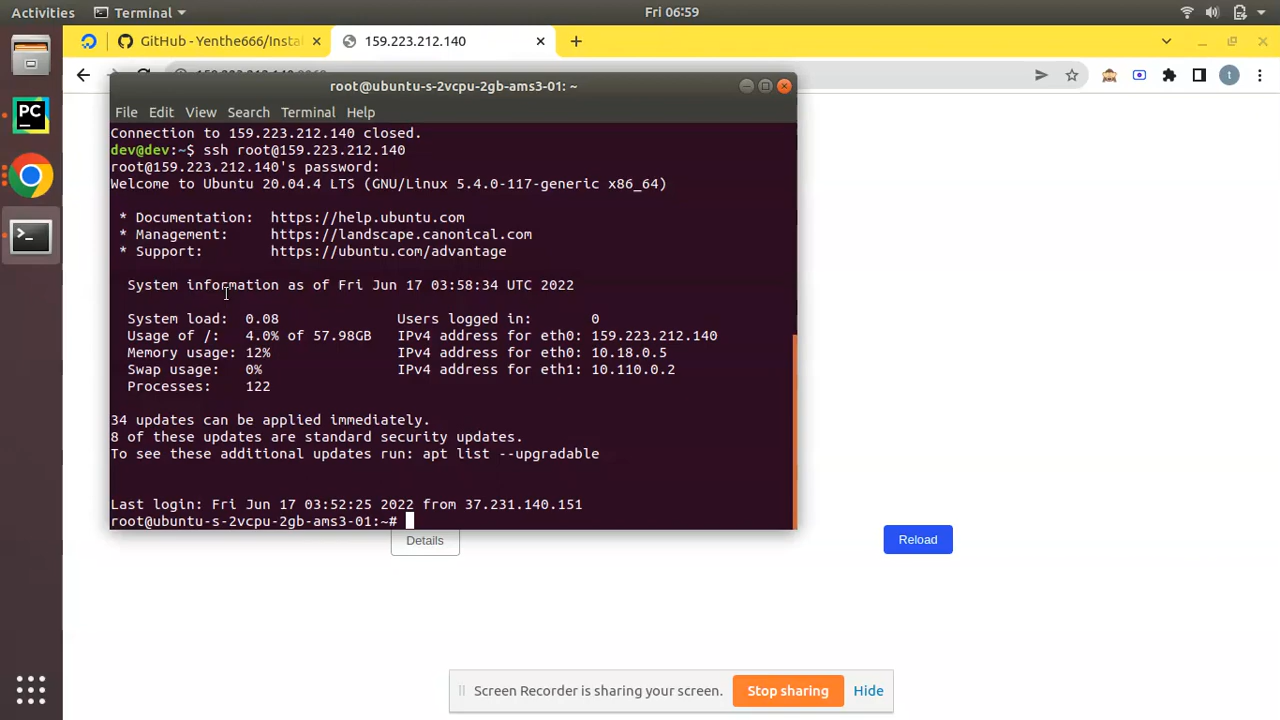 Activities Terminal Fri 06:59
GitHub - Yenthe666/Insta 159.223.212.140
root@ubuntu-s-2vcpu-2gb-ams3-01: ~
t
File Edit View Search Terminal Help
Connection to 159.223.212.140 closed.
dev@dev:~$ ssh root@159.223.212.140
root@159.223.212.140's password:
Welcome to Ubuntu 20.04.4 LTS (GNU/Linux 5.4.0-117-generic x86_64)
* Documentation: https://help.ubuntu.com
* Management: https://landscape.canonical.com
* Support: https://ubuntu.com/advantage
System information as of Fri Jun 17 03:58:34 UTC 2022
System load: 0.08 Users logged in: 0
Usage of /: 4.0% of 57.98GB IPv4 address for eth0: 159.223.212.140
Memory usage: 12% IPv4 address for eth0: 10.18.0.5
Swap usage: 0% IPv4 address for eth1: 10.110.0.2
Processes: 122
34 updates can be applied immediately.
8 of these updates are standard security updates.
To see these additional updates run: apt list --upgradable
Last login: Fri Jun 17 03:52:25 2022 from 37.231.140.151
root@ubuntu-s-2vcpu-2gb-ams3-01:~#
Details Reload
Screen Recorder is sharing your screen. Stop sharing Hide
PC